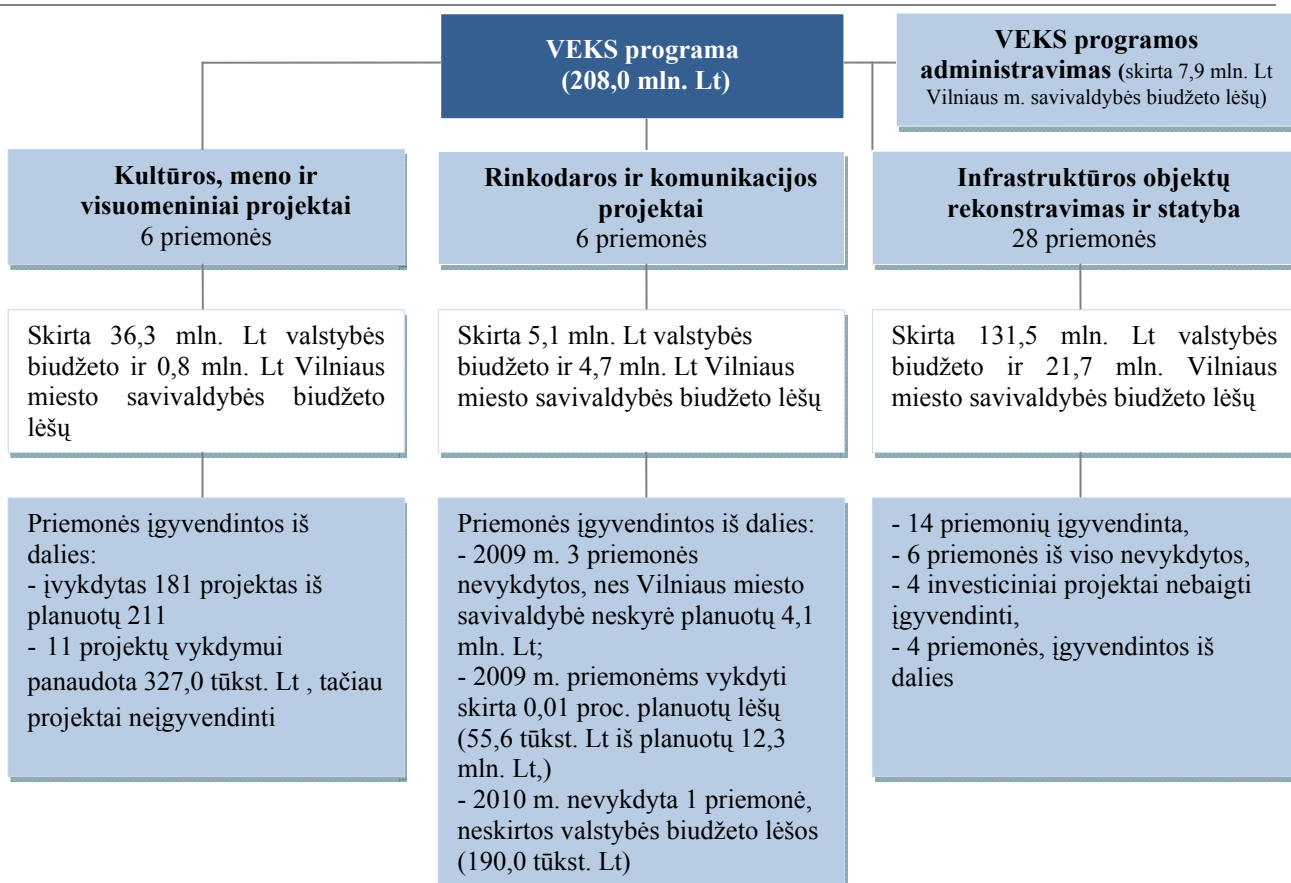 VEKS programa
(208,0 mln. Lt)
VEKS programos
administravimas (skirta 7,9 mln. Lt
Vilniaus m. savivaldybės biudžeto lėšų)
Kultūros, meno ir
visuomeniniai projektai
6 priemonės
Rinkodaros ir komunikacijos
projektai
6 priemonės
Infrastruktūros objektų
rekonstravimas ir statyba
28 priemonės
Skirta 36,3 mln. Lt valstybės
biudžeto ir 0,8 mln. Lt Vilniaus
miesto savivaldybės biudžeto
lėšų
Skirta 5,1 mln. Lt valstybės
biudžeto ir 4,7 mln. Lt Vilniaus
miesto savivaldybės biudžeto lėšų
Skirta 131,5 mln. Lt valstybės
biudžeto ir 21,7 mln. Vilniaus
miesto savivaldybės biudžeto lėšų
Priemonės įgyvendintos iš
dalies:
- įvykdytas 181 projektas iš
planuotų 211
- 11 projektų vykdymui
panaudota 327,0 tūkst. Lt , tačiau
projektai neįgyvendinti
Priemonės įgyvendintos iš dalies:
- 2009 m. 3 priemonės
nevykdytos, nes Vilniaus miesto
savivaldybė neskyrė planuotų 4,1
mln. Lt;
- 2009 m. priemonėms vykdyti
skirta 0,01 proc. planuotų lėšų
(55,6 tūkst. Lt iš planuotų 12,3
mln. Lt,)
- 2010 m. nevykdyta 1 priemonė,
neskirtos valstybės biudžeto lėšos
(190,0 tūkst. Lt)
- 14 priemonių įgyvendinta,
- 6 priemonės iš viso nevykdytos,
- 4 investiciniai projektai nebaigti
įgyvendinti,
- 4 priemonės, įgyvendintos iš
dalies